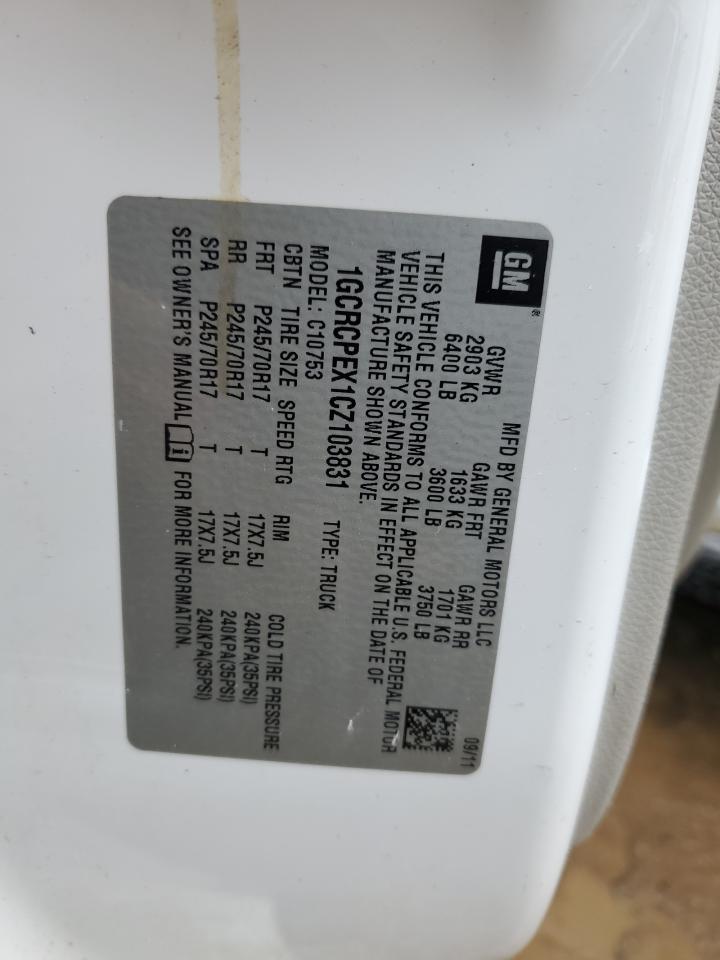 GM®
MFD BY GENERAL MOTORS LLC 09/11
GVWR GAWR FRT GAWR RR
2903 KG 1633 KG 1701 KG
6400 LB 3600 LB 3750 LB
THIS VEHICLE CONFORMS TO ALL APPLICABLE U.S. FEDERAL MOTOR
VEHICLE SAFETY STANDARDS IN EFFECT ON THE DATE OF
MANUFACTURE SHOWN ABOVE.
1GCRCPEX1CZ103831 TYPE: TRUCK
MODEL: C10753
CBTN TIRE SIZE SPEED RTG RIM COLD TIRE PRESSURE
FRT P245/70R17 T 17X7.5J 240KPA(35PSI)
RR P245/70R17 T 17X7.5J 240KPA(35PSI)
SPA P245/70R17 T 17X7.5J 240KPA(35PSI)
SEE OWNER'S MANUAL FOR MORE INFORMATION.